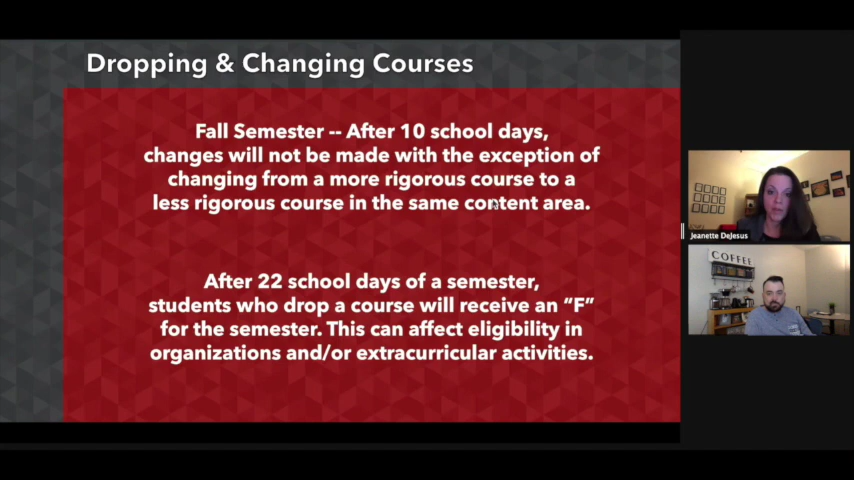 Dropping & Changing Courses
Fall Semester -- After 10 school days,
changes will not be made with the exception of
changing from a more rigorous course to a
less rigorous course in the same content area.
After 22 school days of a semester,
students who drop a course will receive an “F”
for the semester. This can affect eligibility in
organizations and/or extracurricular activities.
Jeanette DeJesus
COFFEE